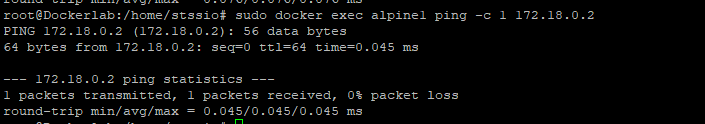 root@Dockerlab:/home/stssio# sudo docker exec alpine1 ping -c 1 172.18.0.2
PING 172.18.0.2 (172.18.0.2): 56 data bytes
64 bytes from 172.18.0.2: seq=0 ttl=64 time=0.045 ms

--- 172.18.0.2 ping statistics ---
1 packets transmitted, 1 packets received, 0% packet loss
round-trip min/avg/max = 0.045/0.045/0.045 ms